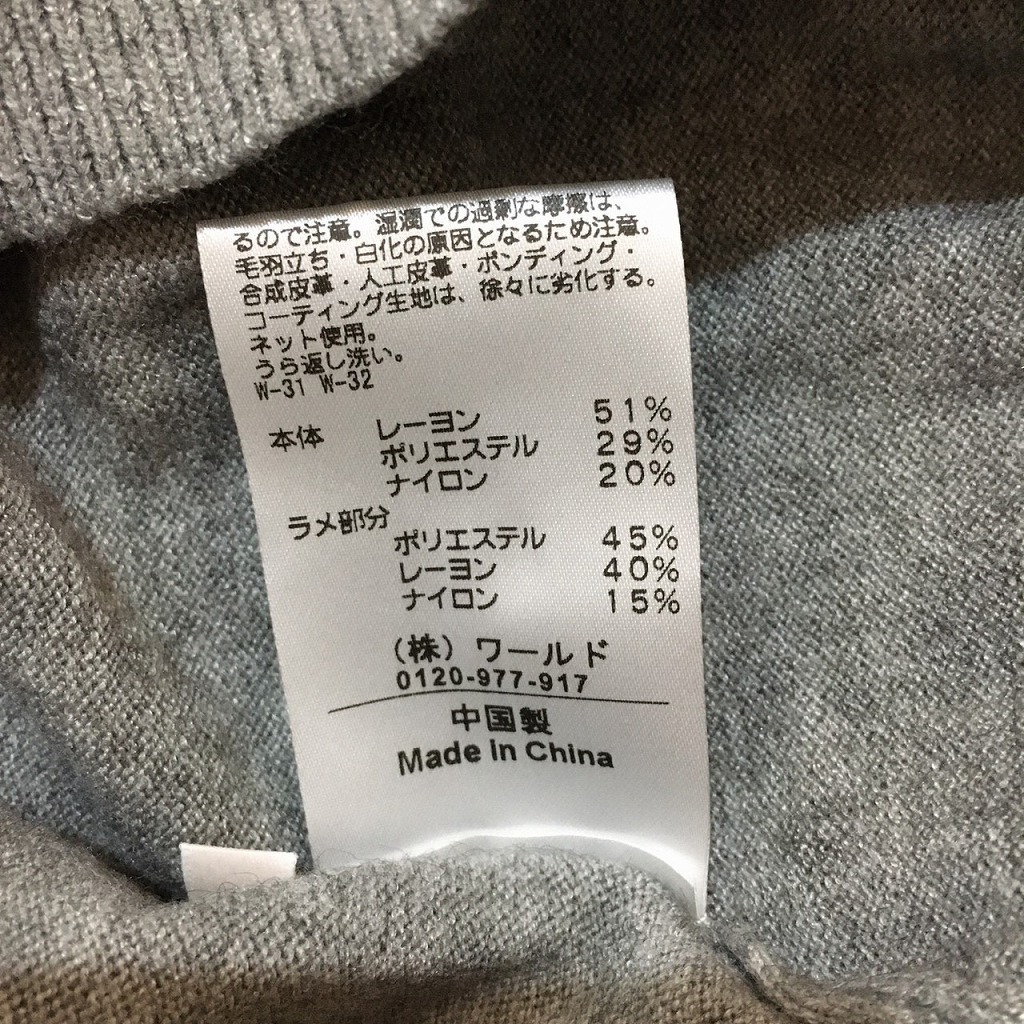 るので注意。湿潤での過剰な摩擦は、
毛羽立ち・白化の原因となるため注意。
合成皮革・人工皮革・ボンディング・
コーティング生地は、徐々に劣化する。
ネット使用。
うら返し洗い。
W-31 W-32
本体 レーヨン 51%
ポリエステル 29%
ナイロン 20%
ラメ部分
ポリエステル 45%
レーヨン 40%
ナイロン 15%
(株) ワールド
0120-977-917
中国製
Made in China